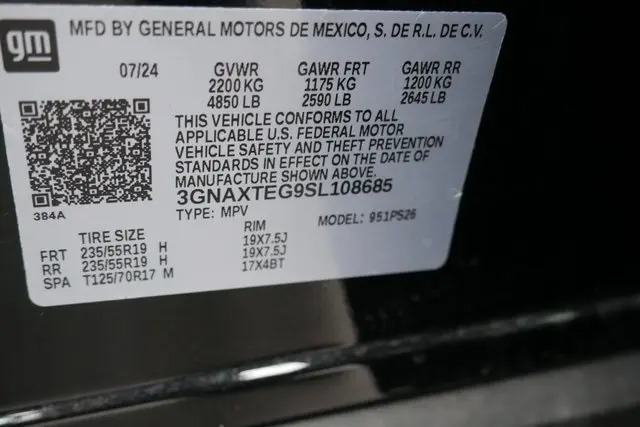 gm
MFD BY GENERAL MOTORS DE MEXICO, S. DE R.L. DE C.V.
07/24 GVWR GAWR FRT GAWR RR
2200 KG 1175 KG 1200 KG
4850 LB 2590 LB 2645 LB
THIS VEHICLE CONFORMS TO ALL
APPLICABLE U.S. FEDERAL MOTOR
VEHICLE SAFETY AND THEFT PREVENTION
STANDARDS IN EFFECT ON THE DATE OF
MANUFACTURE SHOWN ABOVE.
3GNAXTEG9SL108685
384A
TYPE: MPV MODEL: 951PS26
TIRE SIZE RIM
FRT 235/55R19 H 19X7.5J
RR 235/55R19 H 19X7.5J
SPA T125/70R17 M 17X4BT